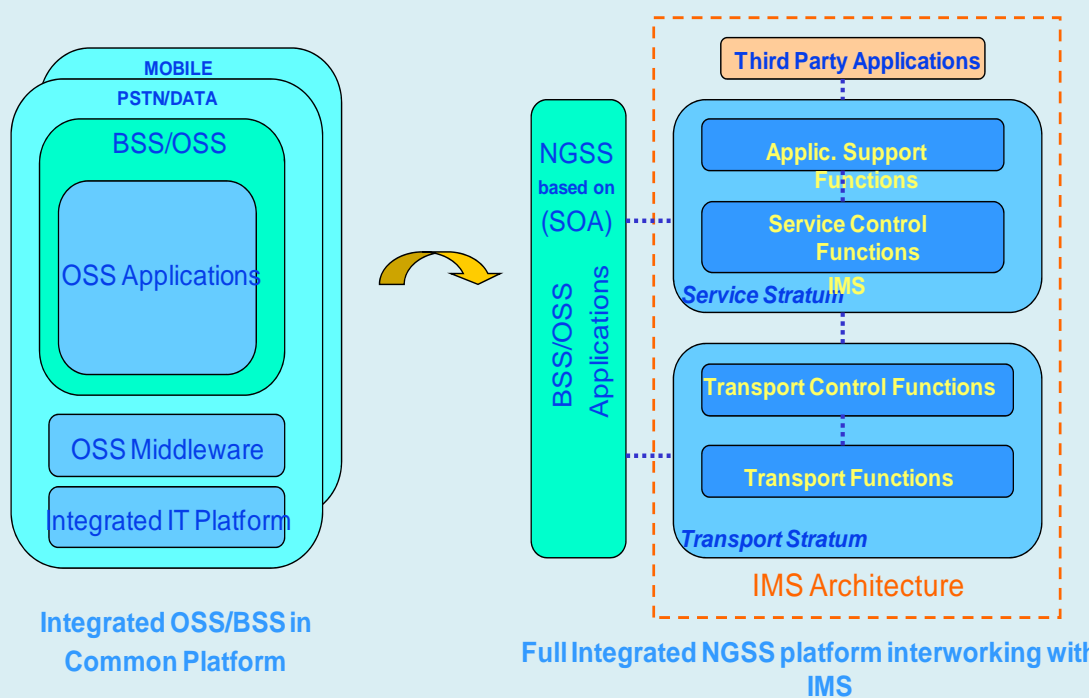 MOBILE
PSTN/DATA
BSS/OSS
OSS Applications
OSS Middleware
Integrated IT Platform
Integrated OSS/BSS in
Common Platform
NGSS
based on
(SOA)
BSS/OSS
Applications
Third Party Applications
Applic. Support
Functions
Service Control
Functions
IMS
Service Stratum
Transport Control Functions
Transport Functions
Transport Stratum
IMS Architecture
Full Integrated NGSS platform interworking with
IMS